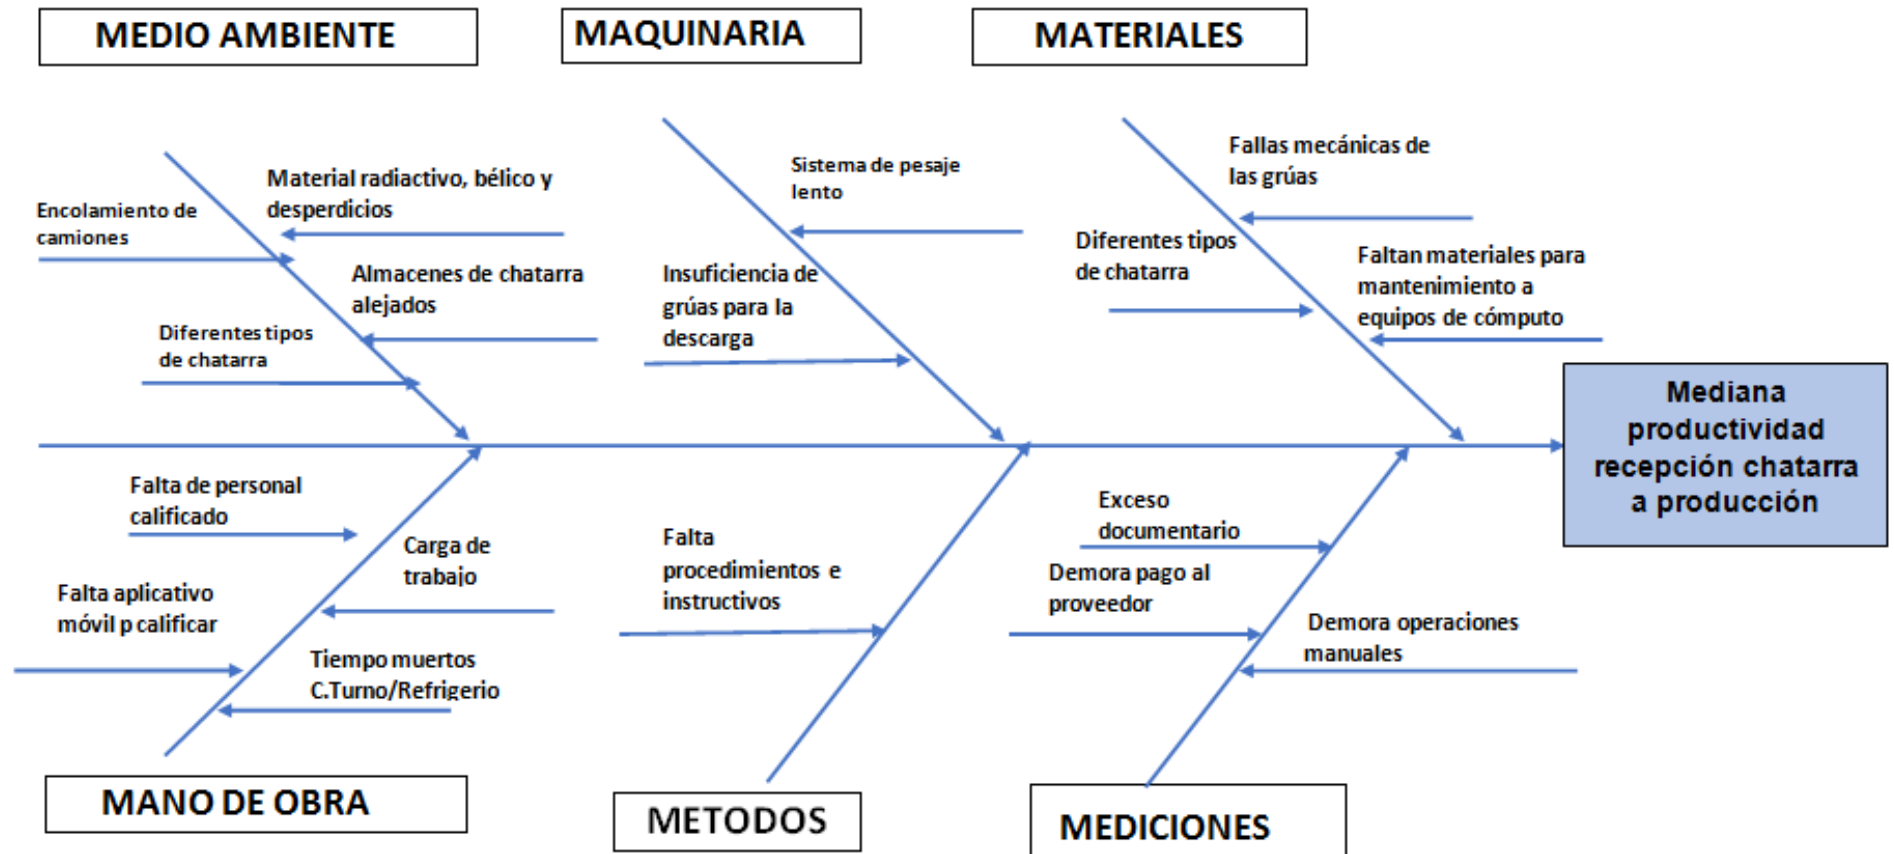 MEDIO AMBIENTE
MAQUINARIA
MATERIALES
Encolamiento de
camiones
Material radiactivo, bélico y
desperdicios
Almacenes de chatarra
alejados
Diferentes tipos
de chatarra
Sistema de pesaje
lento
Insuficiencia de
grúas para la
descarga
Fallas mecánicas de
las grúas
Diferentes tipos
de chatarra
Faltan materiales para
mantenimiento a
equipos de cómputo
Mediana
productividad
recepción chatarra
a producción
Falta de personal
calificado
Carga de
trabajo
Falta aplicativo
móvil p calificar
Tiempo muertos
C.Turno/Refrigerio
Falta
procedimientos e
instructivos
Exceso
documentario
Demora pago al
proveedor
Demora operaciones
manuales
MANO DE OBRA
METODOS
MEDICIONES